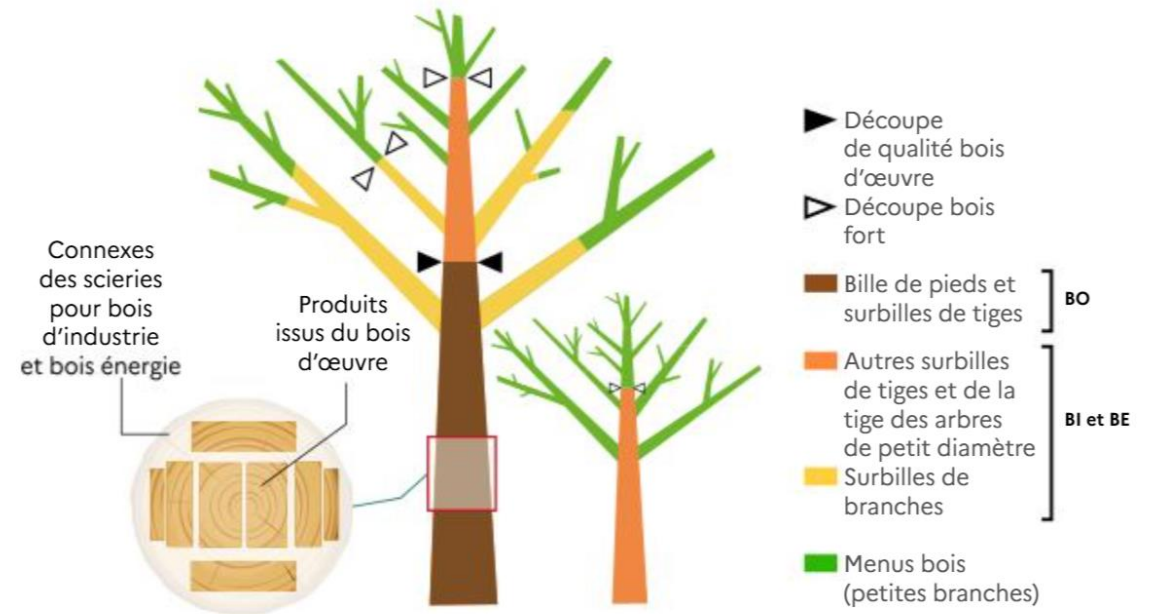 Connexes
des scieries
pour bois
d'industrie
et bois énergie
Produits
issus du bois
d'œuvre
Découpe
de qualité bois
d'œuvre
Découpe bois
fort
Bille de pieds et
surbilles de tiges
BO
Autres surbilles
de tiges et de la
tige des arbres
de petit diamètre
BI et BE
Surbilles de
branches
Menus bois
(petites branches)